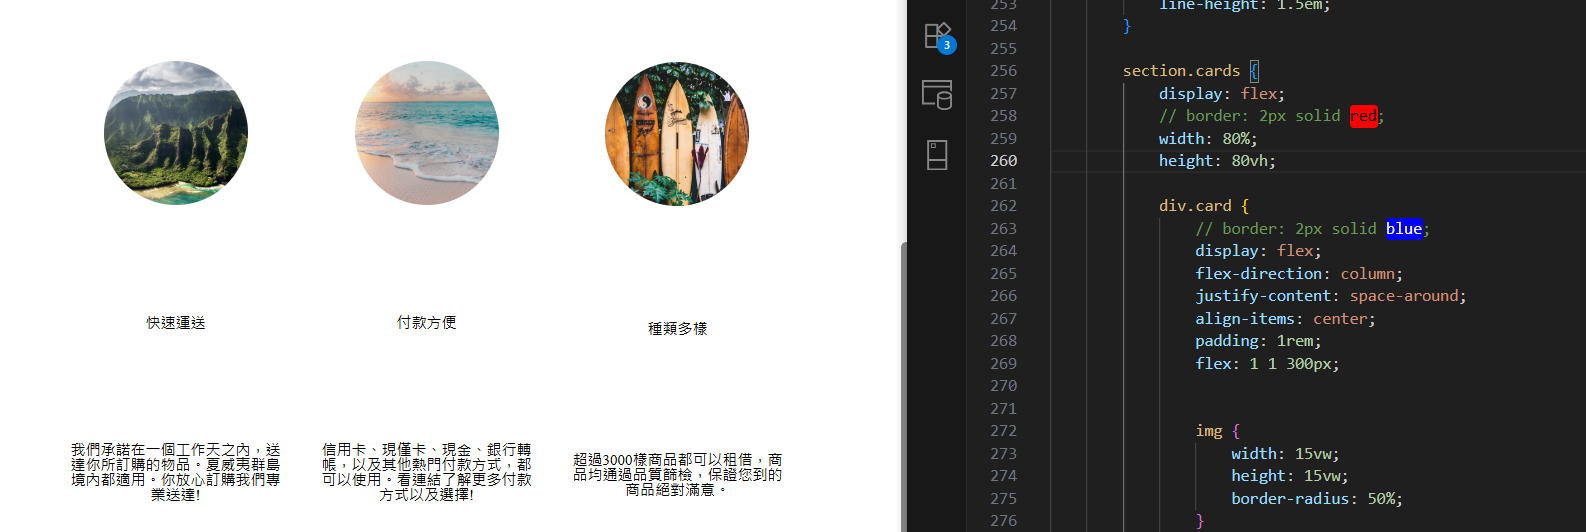 快速運送
付款方便
種類多樣
我們承諾在一個工作天之內，送
達你所訂購的物品。夏威夷群島
境內都適用。你放心訂購我們專
業送達!
信用卡、現僅卡、現金、銀行轉
帳，以及其他熱門付款方式，都
可以使用。看連結了解更多付款
方式以及選擇!
超過3000樣商品都可以租借，商
品均通過品質篩檢，保證您到的
商品絕對滿意。
3
253 line-height: 1.5em;
254 }
255
256 section.cards {
257 display: flex;
258 // border: 2px solid red;
259 width: 80%;
260 height: 80vh;
261
262 div.card {
263 // border: 2px solid blue;
264 display: flex;
265 flex-direction: column;
266 justify-content: space-around;
267 align-items: center;
268 padding: 1rem;
269 flex: 1 1 300px;
270
271
272 img {
273 width: 15vw;
274 height: 15vw;
275 border-radius: 50%;
276 }